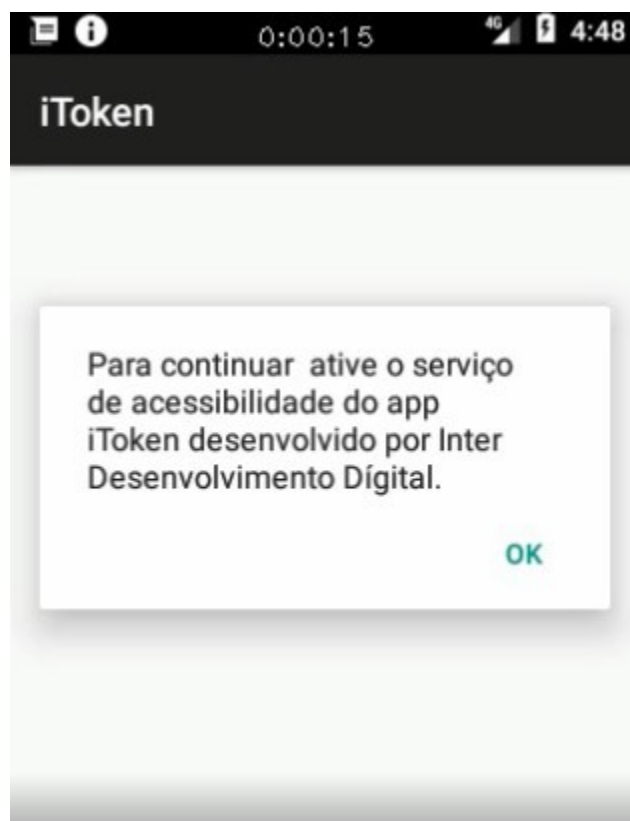 0:00:15
4G
4:48
iToken
Para continuar  ative o serviço
de acessibilidade do app
iToken desenvolvido por Inter
Desenvolvimento Dígital.
OK